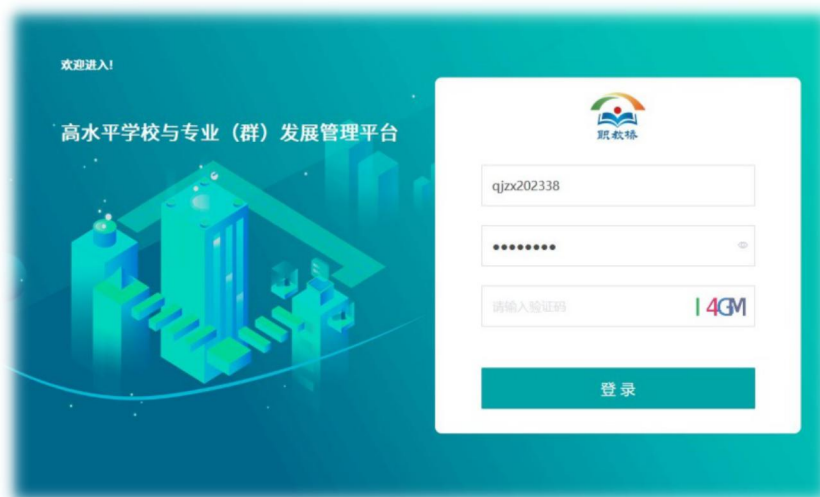 欢迎进入!
高水平学校与专业（群）发展管理平台
职教桥
qjzx202338
••••••••
请输入验证码
I4GM
登录